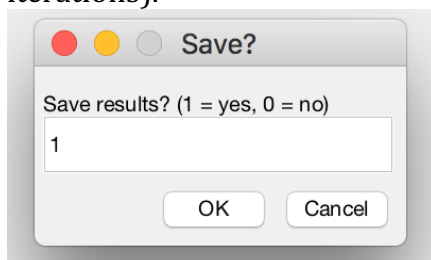 Save?
Save results? (1 = yes, 0 = no)
1
OK Cancel